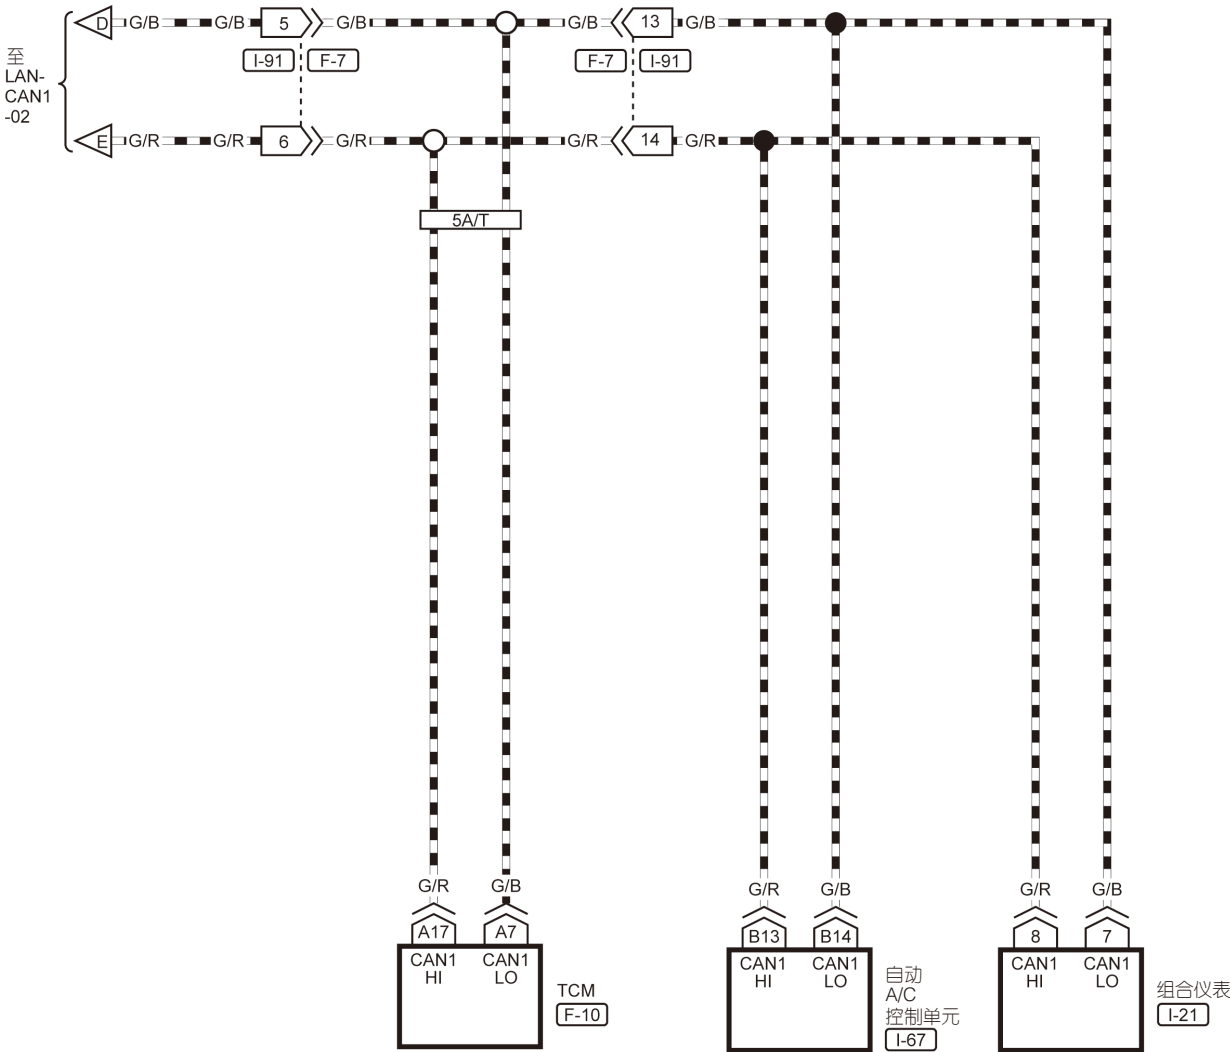 D G/B G/B 5 G/B G/B 13 G/B
I-91 F-7 F-7 I-91
至
LAN-
CAN1
-02
E G/R G/R 6 G/R G/R 14 G/R
5A/T
G/R G/B G/R G/B G/R G/B
A17 A7 B13 B14 8 7
CAN1 CAN1 CAN1 CAN1 CAN1 CAN1
HI LO HI LO HI LO
TCM
F-10
自动
A/C
控制单元
I-67
组合仪表
I-21